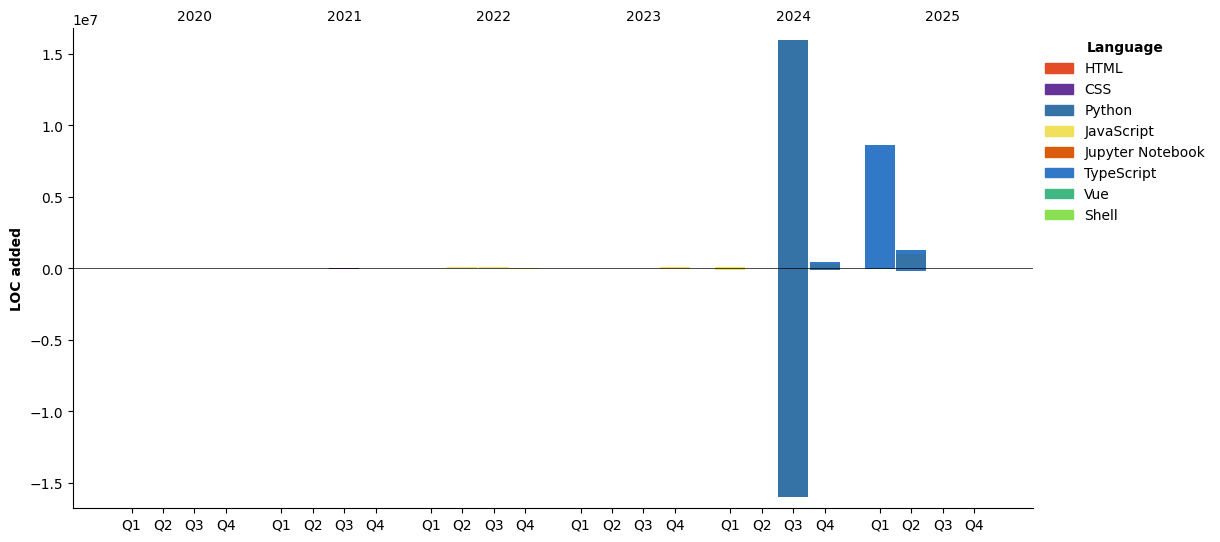 1e7
2020 2021 2022 2023 2024 2025
Language
HTML
CSS
Python
JavaScript
Jupyter Notebook
TypeScript
Vue
Shell
LOC added
1.5
1.0
0.5
0.0
−0.5
−1.0
−1.5
Q1 Q2 Q3 Q4 Q1 Q2 Q3 Q4 Q1 Q2 Q3 Q4 Q1 Q2 Q3 Q4 Q1 Q2 Q3 Q4 Q1 Q2 Q3 Q4